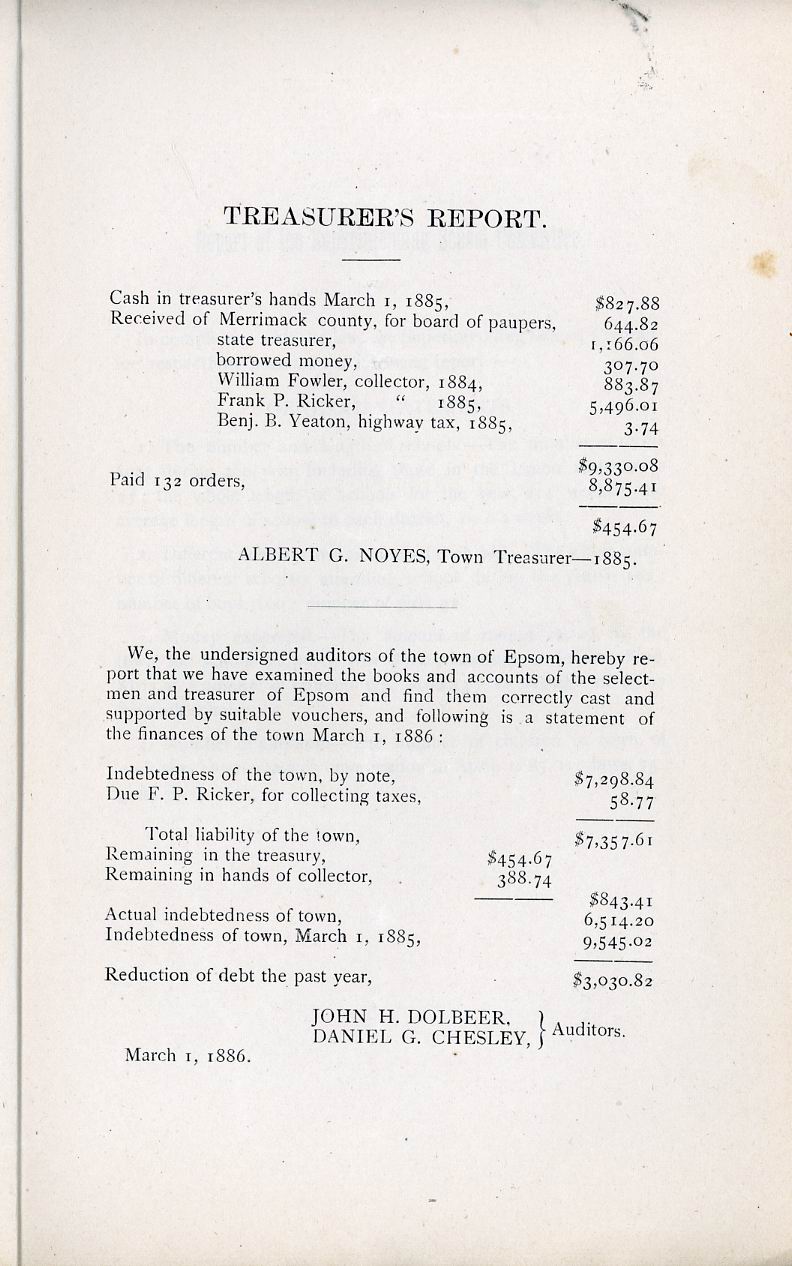 TREASURER'S REPORT.
Cash in treasurer's hands March 1, 1885, $827.88
Received of Merrimack county, for board of paupers, 644.82
state treasurer, 1,166.06
borrowed money, 307.70
William Fowler, collector, 1884, 883.87
Frank P. Ricker, “ 1885, 5,496.01
Benj. B. Yeaton, highway tax, 1885, 3.74
$9,330.08
Paid 132 orders, 8,875.41
$454.67
ALBERT G. NOYES, Town Treasurer—1885.
We, the undersigned auditors of the town of Epsom, hereby re-
port that we have examined the books and accounts of the select-
men and treasurer of Epsom and find them correctly cast and
supported by suitable vouchers, and following is a statement of
the finances of the town March 1, 1886 :
Indebtedness of the town, by note, $7,298.84
Due F. P. Ricker, for collecting taxes, 58.77
Total liability of the town, $7,357.61
Remaining in the treasury, $454.67
Remaining in hands of collector, 388.74
$843.41
Actual indebtedness of town, 6,514.20
Indebtedness of town, March 1, 1885, 9,545.02
Reduction of debt the past year, $3,030.82
JOHN H. DOLBEER,
DANIEL G. CHESLEY, } Auditors.
March 1, 1886.